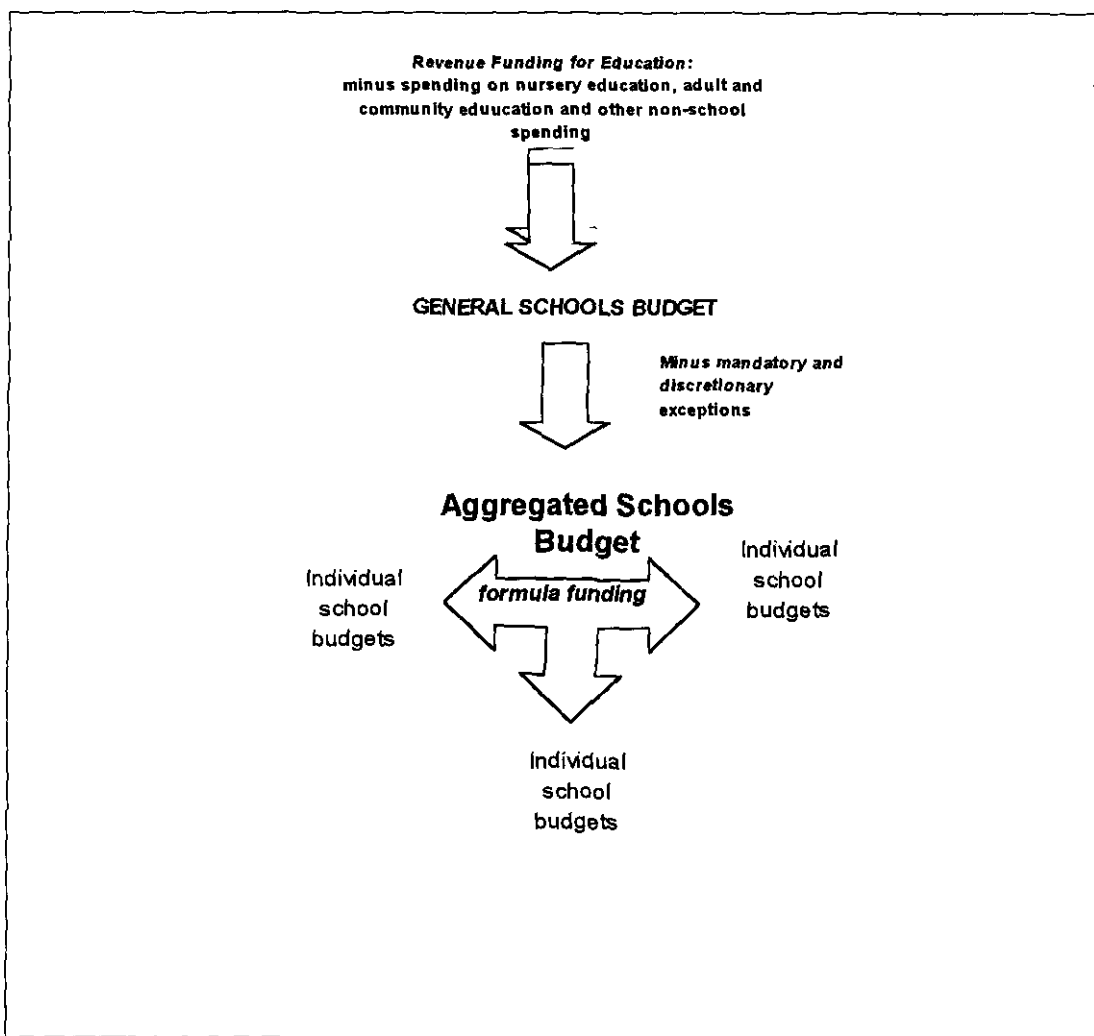 Revenue Funding for Education:
minus spending on nursery education, adult and
community eduucation and other non-school
spending
GENERAL SCHOOLS BUDGET
Minus mandatory and
discretionary
exceptions
Aggregated Schools
Budget
Individual
school
budgets
formula funding
Individual
school
budgets
Individual
school
budgets